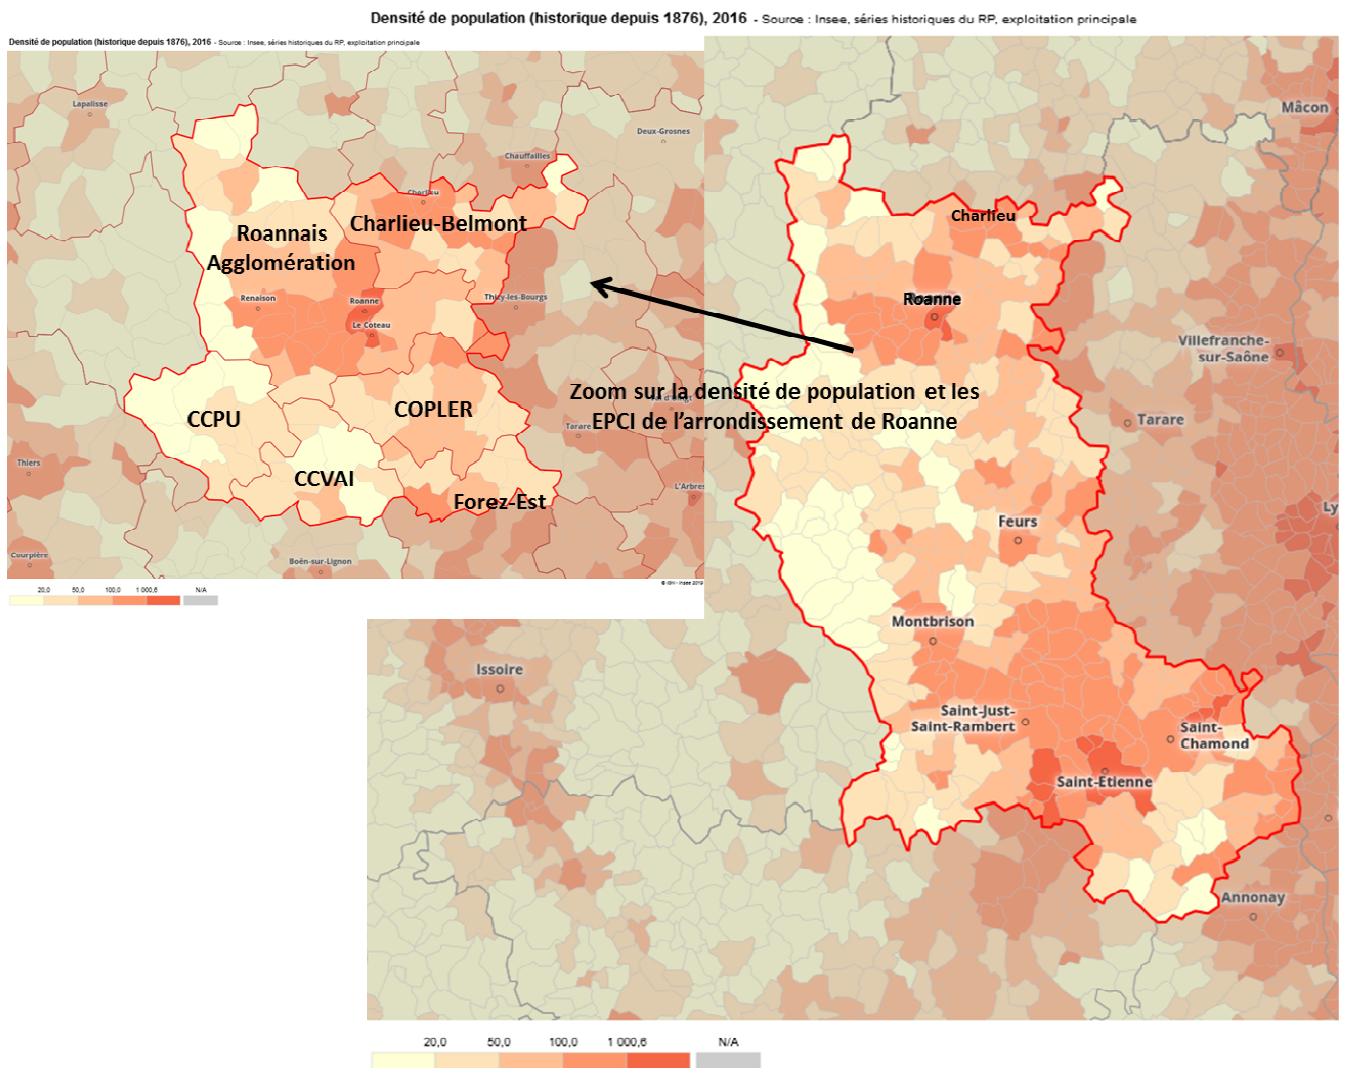 Densité de population (historique depuis 1876), 2016 - Source : Insee, séries historiques du RP, exploitation principale
Densité de population (historique depuis 1876), 2016 - Source : Insee, séries historiques du RP, exploitation principale
Lapalisse
Deux-Grosnes
Chauffailles
Charlieu
Charlieu-Belmont
Roannais
Agglomération
Renaison
Roanne
Thizy-les-Bourgs
Le Coteau
CCPU
COPLER
Tarare
CCVAI
Thiers
Forez-Est
L'Arbres
Courpière
Boën-sur-Lignon
© IGN - Insee 2019
20,0 50,0 100,0 1 000,6 N/A
Mâcon
Charlieu
Roanne
Villefranche-
sur-Saône
Zoom sur la densité de population et les
EPCI de l'arrondissement de Roanne
Tarare
Ly
Feurs
Montbrison
Issoire
Saint-Just-
Saint-Rambert
Saint-
Chamond
Saint-Etienne
Annonay
20,0 50,0 100,0 1 000,6 N/A